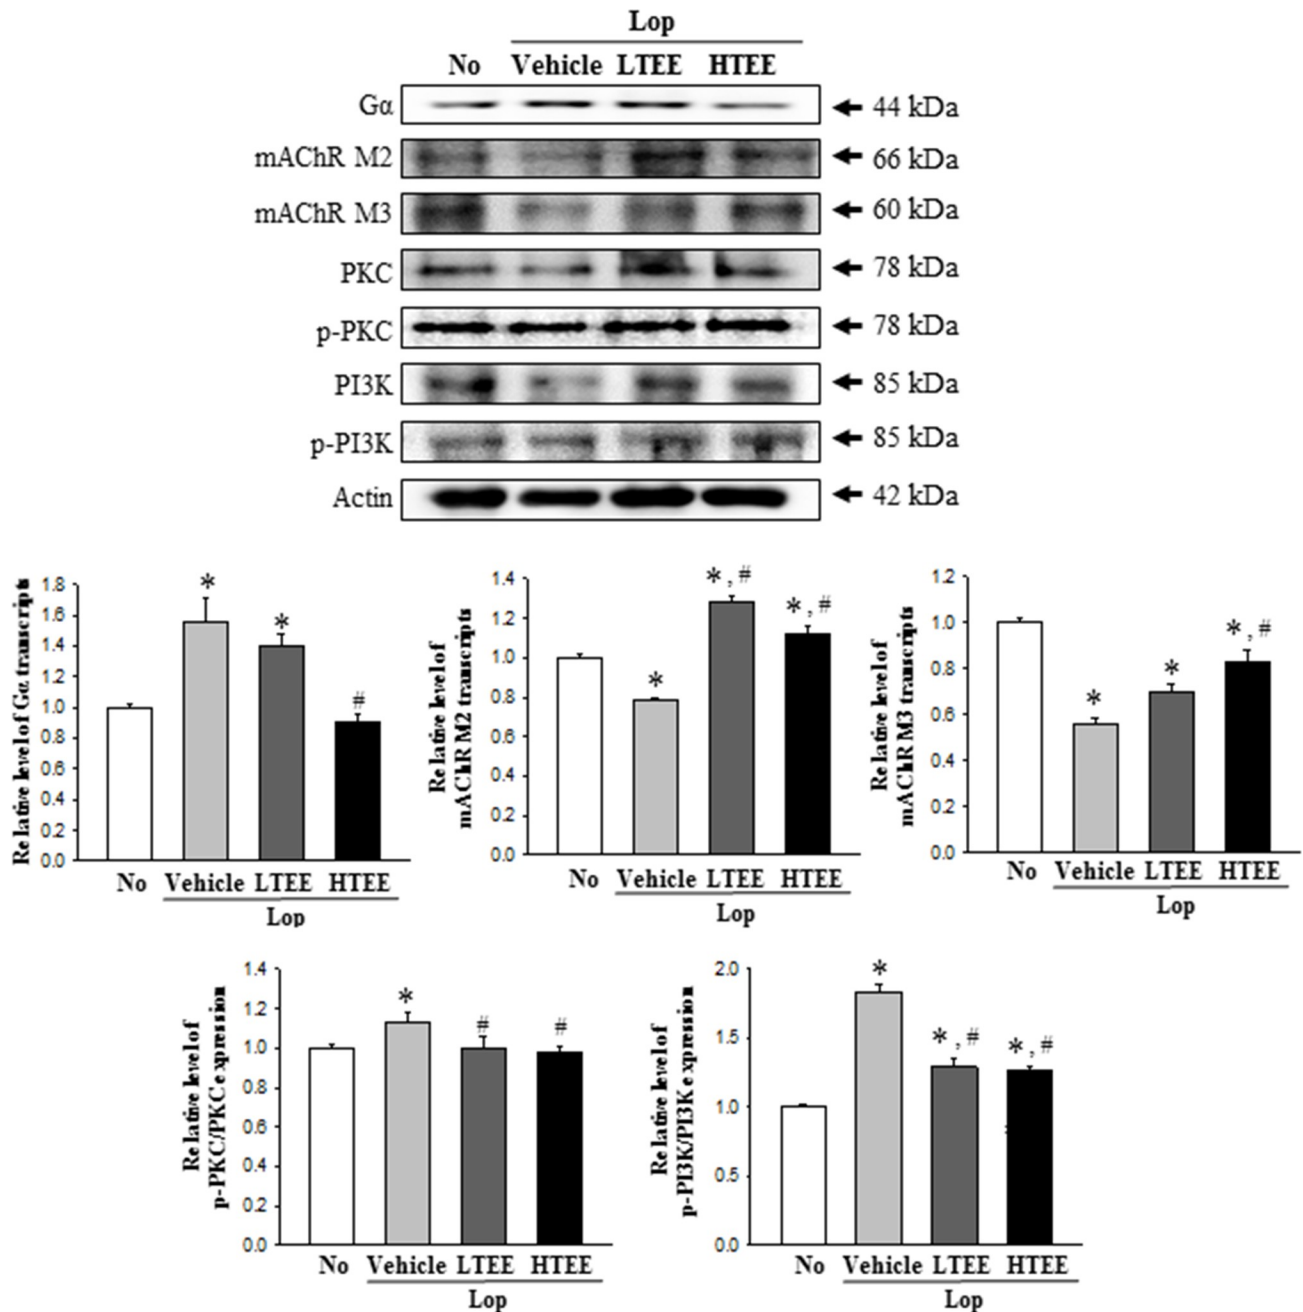 Lop
No Vehicle LTEE HTEE
Gα 44 kDa
mAChR M2 66 kDa
mAChR M3 60 kDa
PKC 78 kDa
p-PKC 78 kDa
PI3K 85 kDa
p-PI3K 85 kDa
Actin 42 kDa
Relative level of Gα transcripts
1.8
1.6
1.4
1.2
1.0
0.8
0.6
0.4
0.2
0.0
*
*
#
No Vehicle LTEE HTEE
Lop
Relative level of
mAChR M2 transcripts
1.4
1.2
1.0
0.8
0.6
0.4
0.2
0.0
*
*, #
*, #
No Vehicle LTEE HTEE
Lop
Relative level of
mAChR M3 transcripts
1.2
1.0
0.8
0.6
0.4
0.2
0.0
*
*
*, #
No Vehicle LTEE HTEE
Lop
Relative level of
p-PKC/PKC expression
1.4
1.2
1.0
0.8
0.6
0.4
0.2
0.0
*
#
#
No Vehicle LTEE HTEE
Lop
Relative level of
p-PI3K/PI3K expression
2.0
1.5
1.0
0.5
0.0
*
*, #
*, #
No Vehicle LTEE HTEE
Lop